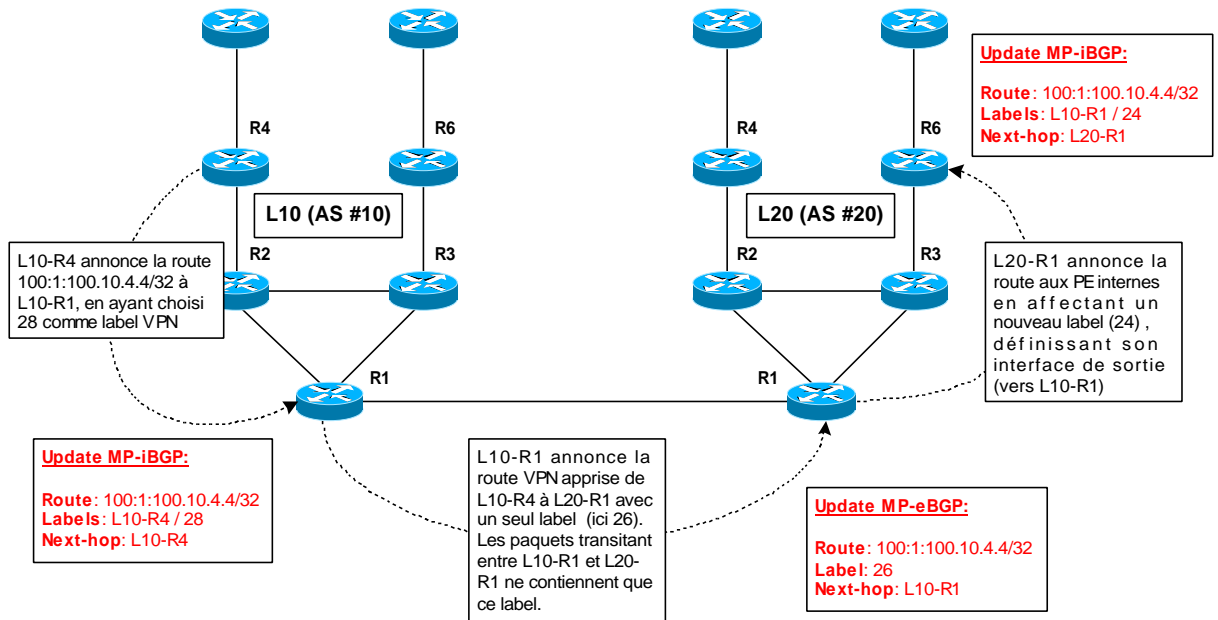 Update MP-iBGP:
Route: 100:1:100.10.4.4/32
Labels: L10-R1 / 24
Next-hop: L20-R1
R4
R6
R4
R6
L10 (AS #10)
L20 (AS #20)
R2
R3
R2
R3
L10-R4 annonce la route
100:1:100.10.4.4/32 à
L10-R1, en ayant choisi
28 comme label VPN
L20-R1 annonce la
route aux PE internes
en affectant un
nouveau label (24) ,
définissant son
interface de sortie
(vers L10-R1)
R1
R1
Update MP-iBGP:
Route: 100:1:100.10.4.4/32
Labels: L10-R4 / 28
Next-hop: L10-R4
L10-R1 annonce la
route VPN apprise de
L10-R4 à L20-R1 avec
un seul label (ici 26).
Les paquets transitant
entre L10-R1 et L20-
R1 ne contiennent que
ce label.
Update MP-eBGP:
Route: 100:1:100.10.4.4/32
Label: 26
Next-hop: L10-R1